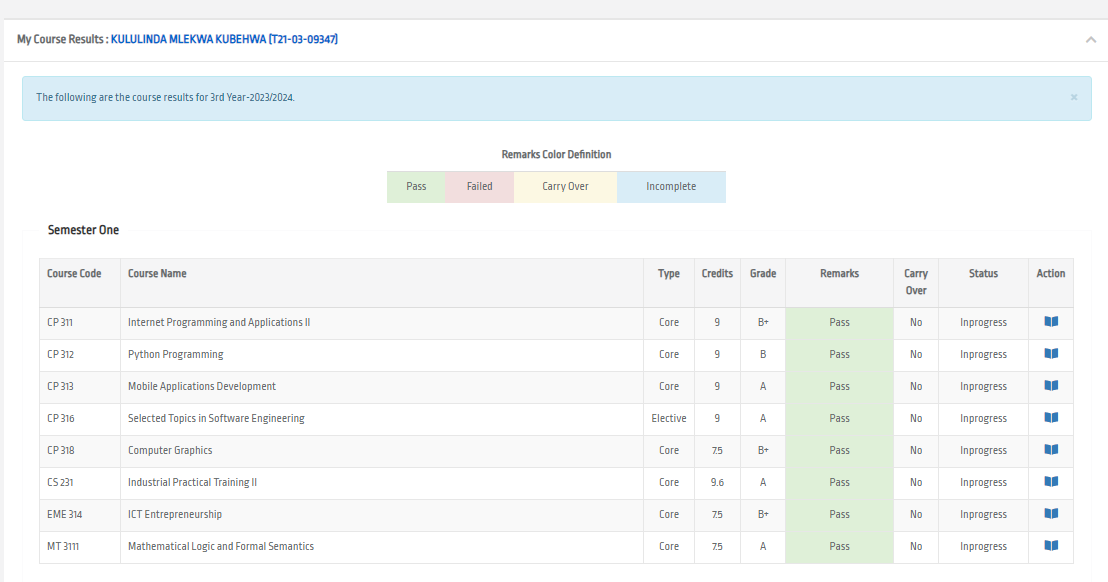 My Course Results : KULULINDA MLEKWA KUBEHWA [T21-03-09347]
The following are the course results for 3rd Year-2023/2024.
×
Remarks Color Definition
Pass Failed Carry Over Incomplete
Semester One
Course Code Course Name Type Credits Grade Remarks Carry Over Status Action
CP 311 Internet Programming and Applications II Core 9 B+ Pass No Inprogress
CP 312 Python Programming Core 9 B Pass No Inprogress
CP 313 Mobile Applications Development Core 9 A Pass No Inprogress
CP 316 Selected Topics in Software Engineering Elective 9 A Pass No Inprogress
CP 318 Computer Graphics Core 7.5 B+ Pass No Inprogress
CS 231 Industrial Practical Training II Core 9.6 A Pass No Inprogress
EME 314 ICT Entrepreneurship Core 7.5 B+ Pass No Inprogress
MT 3111 Mathematical Logic and Formal Semantics Core 7.5 A Pass No Inprogress